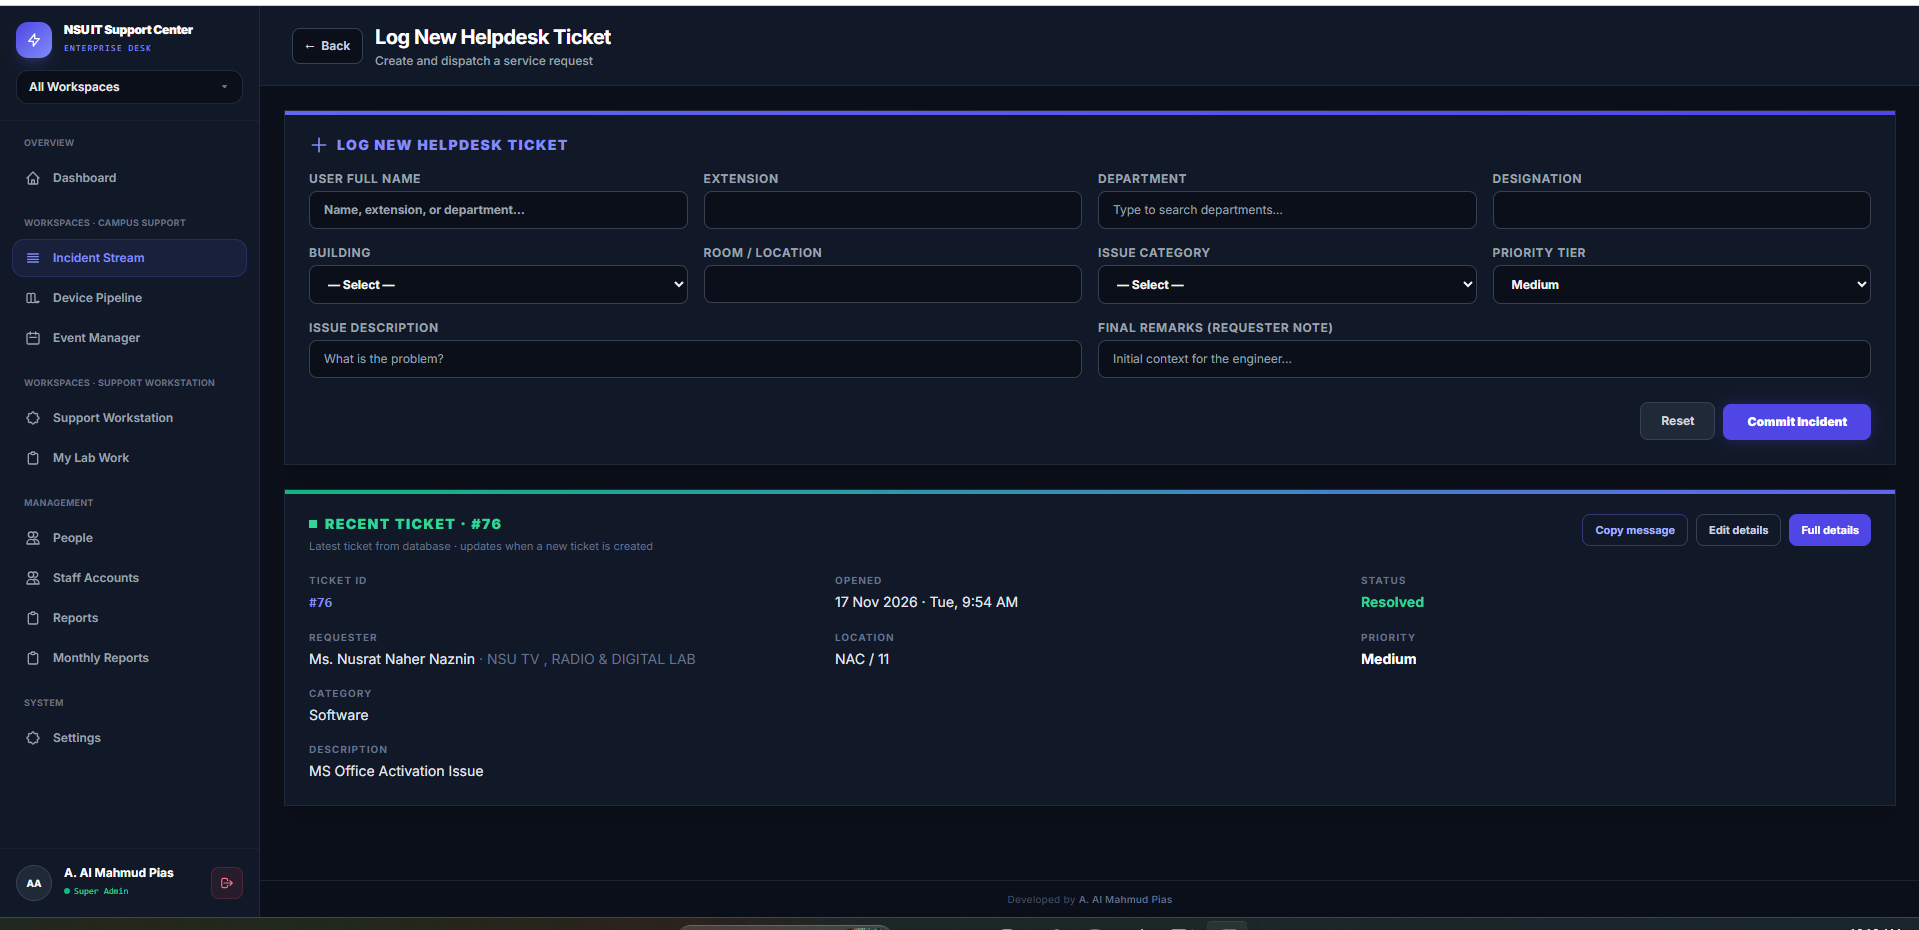 NSU IT Support Center
ENTERPRISE DESK
All Workspaces
OVERVIEW
Dashboard
WORKSPACES · CAMPUS SUPPORT
Incident Stream
Device Pipeline
Event Manager
WORKSPACES · SUPPORT WORKSTATION
Support Workstation
My Lab Work
MANAGEMENT
People
Staff Accounts
Reports
Monthly Reports
SYSTEM
Settings
AA
A. Al Mahmud Pias
Super Admin
← Back
Log New Helpdesk Ticket
Create and dispatch a service request
LOG NEW HELPDESK TICKET
USER FULL NAME EXTENSION DEPARTMENT DESIGNATION
Name, extension, or department... Type to search departments...
BUILDING ROOM / LOCATION ISSUE CATEGORY PRIORITY TIER
— Select — — Select — Medium
ISSUE DESCRIPTION FINAL REMARKS (REQUESTER NOTE)
What is the problem? Initial context for the engineer...
Reset Commit Incident
RECENT TICKET · #76
Copy message Edit details Full details
Latest ticket from database · updates when a new ticket is created
TICKET ID OPENED STATUS
#76 17 Nov 2026 · Tue, 9:54 AM Resolved
REQUESTER LOCATION PRIORITY
Ms. Nusrat Naher Naznin · NSU TV , RADIO & DIGITAL LAB NAC / 11 Medium
CATEGORY
Software
DESCRIPTION
MS Office Activation Issue
Developed by A. Al Mahmud Pias